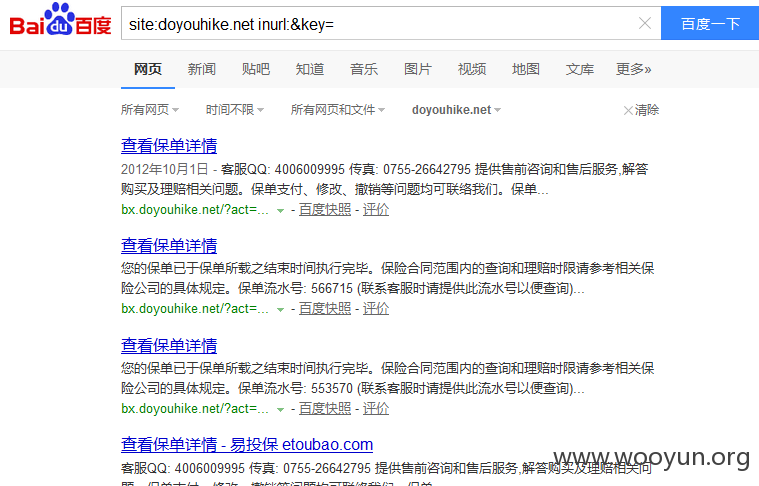 Bai du 百度 site:doyouhike.net inurl:&key= 百度一下
网页 新闻 贴吧 知道 音乐 图片 视频 地图 文库 更多»
所有网页 时间不限 所有网页和文件 doyouhike.net 清除
查看保单详情
2012年10月1日 - 客服QQ: 4006009995 传真: 0755-26642795 提供售前咨询和售后服务,解答
购买及理赔相关问题。保单支付、修改、撤销等问题均可联络我们。保单...
bx.doyouhike.net/?act=... - 百度快照 - 评价
查看保单详情
您的保单已于保单所载之结束时间执行完毕。保险合同范围内的查询和理赔时限请参考相关保
险公司的具体规定。保单流水号: 566715 (联系客服时请提供此流水号以便查询)...
bx.doyouhike.net/?act=... - 百度快照 - 评价
查看保单详情
您的保单已于保单所载之结束时间执行完毕。保险合同范围内的查询和理赔时限请参考相关保
险公司的具体规定。保单流水号: 553570 (联系客服时请提供此流水号以便查询)...
bx.doyouhike.net/?act=... - 百度快照 - 评价
查看保单详情 - 易投保 etoubao.com
客服QQ: 4006009995 传真: 0755-26642795 提供售前咨询和售后服务,解答购买及理赔相关问
www.wooyun.org